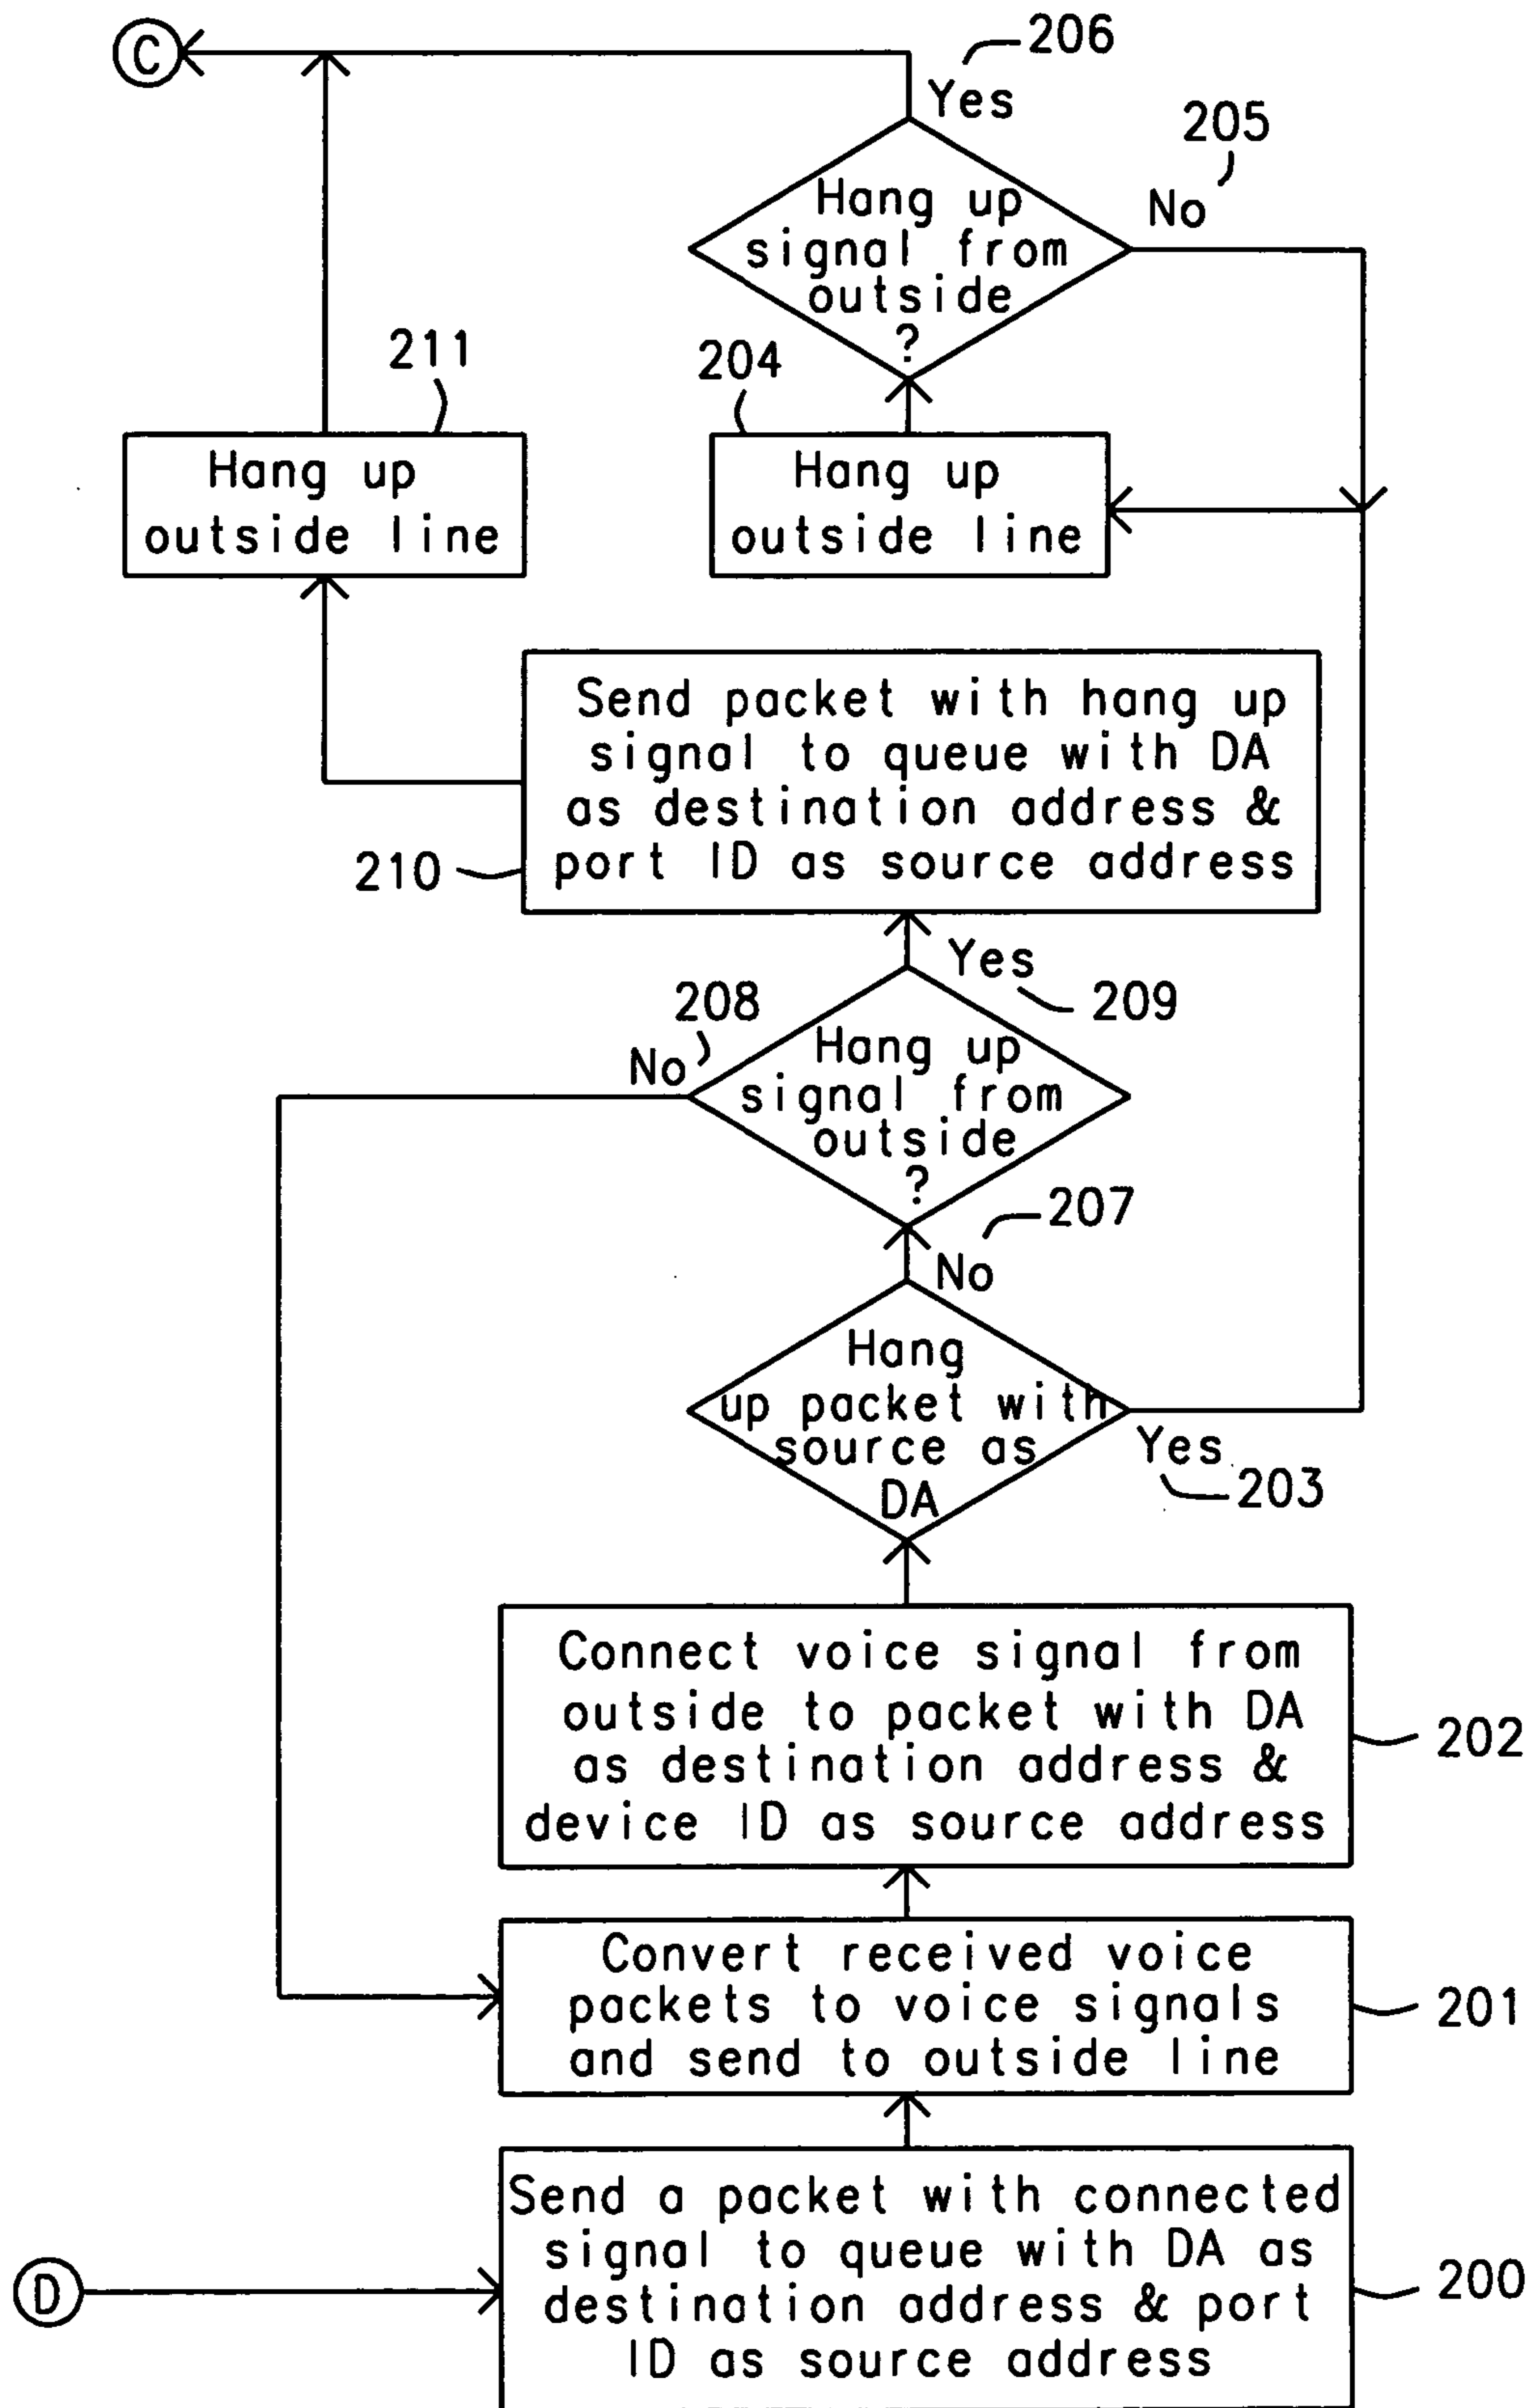 C
206
Yes
205
Hang up
signal from
outside
?
No
211
204
Hang up
outside line
Hang up
outside line
Send packet with hang up
signal to queue with DA
as destination address &
port ID as source address
210
Yes
209
208
No
Hang up
signal from
outside
?
207
No
Hang
up packet with
source as
DA
Yes
203
Connect voice signal from
outside to packet with DA
as destination address &
device ID as source address
202
Convert received voice
packets to voice signals
and send to outside line
201
Send a packet with connected
signal to queue with DA as
destination address & port
ID as source address
200
D